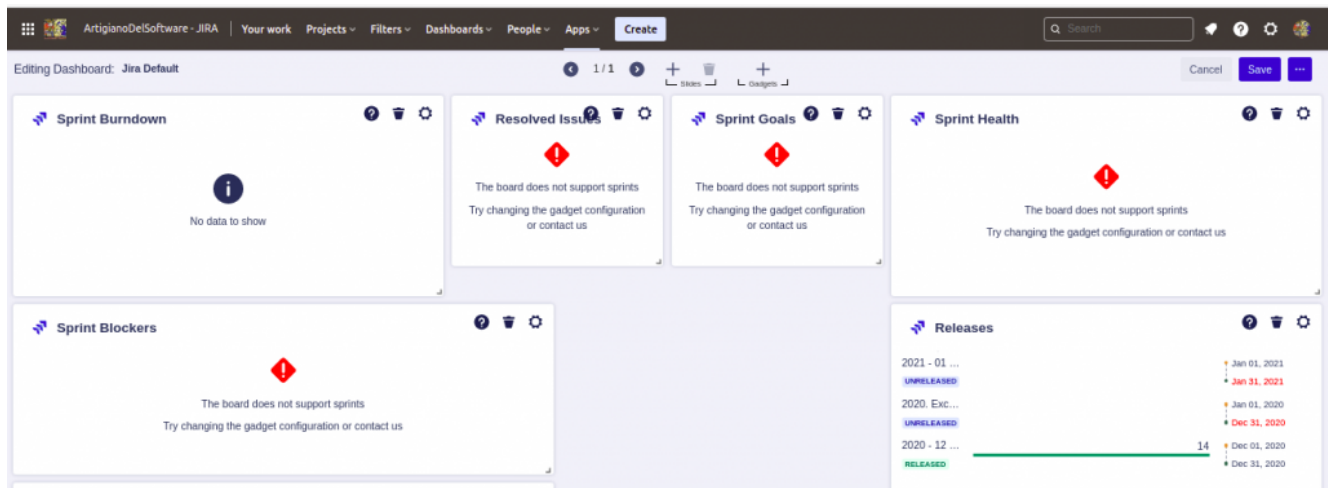 ArtigianoDelSoftware - JIRA Your work Projects Filters Dashboards People Apps Create Search
Editing Dashboard: Jira Default 1/1 Slides Gadgets Cancel Save
Sprint Burndown
No data to show
Resolved Issues
The board does not support sprints
Try changing the gadget configuration
or contact us
Sprint Goals
The board does not support sprints
Try changing the gadget configuration
or contact us
Sprint Health
The board does not support sprints
Try changing the gadget configuration or contact us
Sprint Blockers
The board does not support sprints
Try changing the gadget configuration or contact us
Releases
2021 - 01 ... Jan 01, 2021
UNRELEASED Jan 31, 2021
2020. Exc... Jan 01, 2020
UNRELEASED Dec 31, 2020
2020 - 12 ... 14 Dec 01, 2020
RELEASED Dec 31, 2020